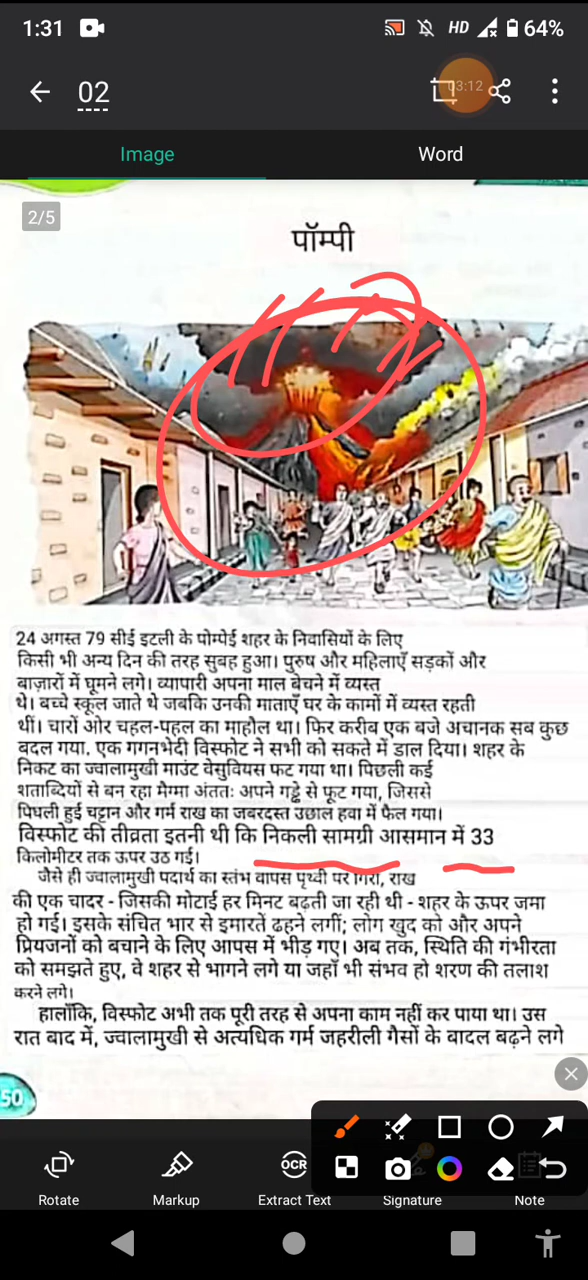 1:31
HD
64%
02
03:12
Image
Word
2/5
पॉम्पी
24 अगस्त 79 सीई इटली के पोम्पेई शहर के निवासियों के लिए
किसी भी अन्य दिन की तरह सुबह हुआ। पुरुष और महिलाएँ सड़कों और
बाज़ारों में घूमने लगे। व्यापारी अपना माल बेचने में व्यस्त
थे। बच्चे स्कूल जाते थे जबकि उनकी माताएँ घर के कामों में व्यस्त रहती
थीं। चारों ओर चहल-पहल का माहौल था। फिर करीब एक बजे अचानक सब कुछ
बदल गया, एक गगनभेदी विस्फोट ने सभी को सकते में डाल दिया। शहर के
निकट का ज्वालामुखी माउंट वेसुवियस फट गया था। पिछली कई
शताब्दियों से बन रहा मैग्मा अंततः अपने गड्ढे से फूट गया, जिससे
पिघली हुई चट्टान और गर्म राख का जबरदस्त उछाल हवा में फैल गया।
विस्फोट की तीव्रता इतनी थी कि निकली सामग्री आसमान में 33
किलोमीटर तक ऊपर उठ गई।
जैसे ही ज्वालामुखी पदार्थ का स्तंभ वापस पृथ्वी पर गिरा, राख
की एक चादर - जिसकी मोटाई हर मिनट बढ़ती जा रही थी - शहर के ऊपर जमा
हो गई। इसके संचित भार से इमारतें ढहने लगीं; लोग खुद को और अपने
प्रियजनों को बचाने के लिए आपस में भीड़ गए। अब तक, स्थिति की गंभीरता
को समझते हुए, वे शहर से भागने लगे या जहाँ भी संभव हो शरण की तलाश
करने लगे।
हालाँकि, विस्फोट अभी तक पूरी तरह से अपना काम नहीं कर पाया था। उस
रात बाद में, ज्वालामुखी से अत्यधिक गर्म जहरीली गैसों के बादल बढ़ने लगे
50
OCR
Rotate
Markup
Extract Text
Signature
Note